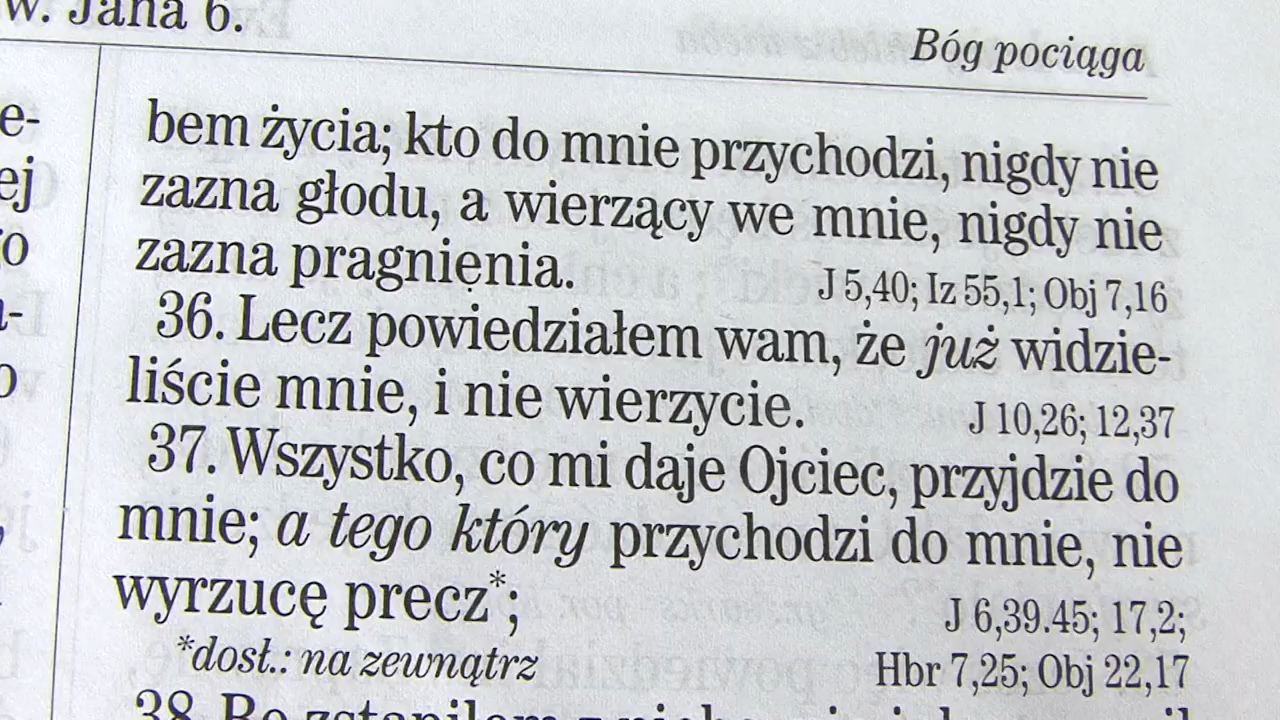 w. Jana 6.
Bóg pociąga
bem życia; kto do mnie przychodzi, nigdy nie
zazna głodu, a wierzący we mnie, nigdy nie
zazna pragnienia. J 5,40; Iz 55,1; Obj 7,16
36. Lecz powiedziałem wam, że już widzie-
liście mnie, i nie wierzycie. J 10,26; 12,37
37. Wszystko, co mi daje Ojciec, przyjdzie do
mnie; a tego który przychodzi do mnie, nie
wyrzucę precz*; J 6,39.45; 17,2;
*dosł.: na zewnątrz Hbr 7,25; Obj 22,17
38. Bo zstąpiłem z